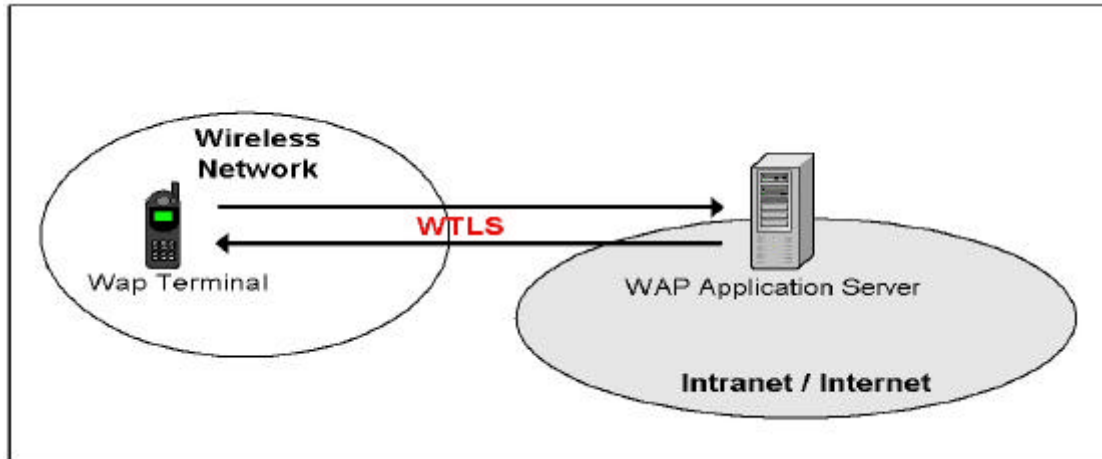 Wireless
Network
WTLS
Wap Terminal
WAP Application Server
Intranet / Internet